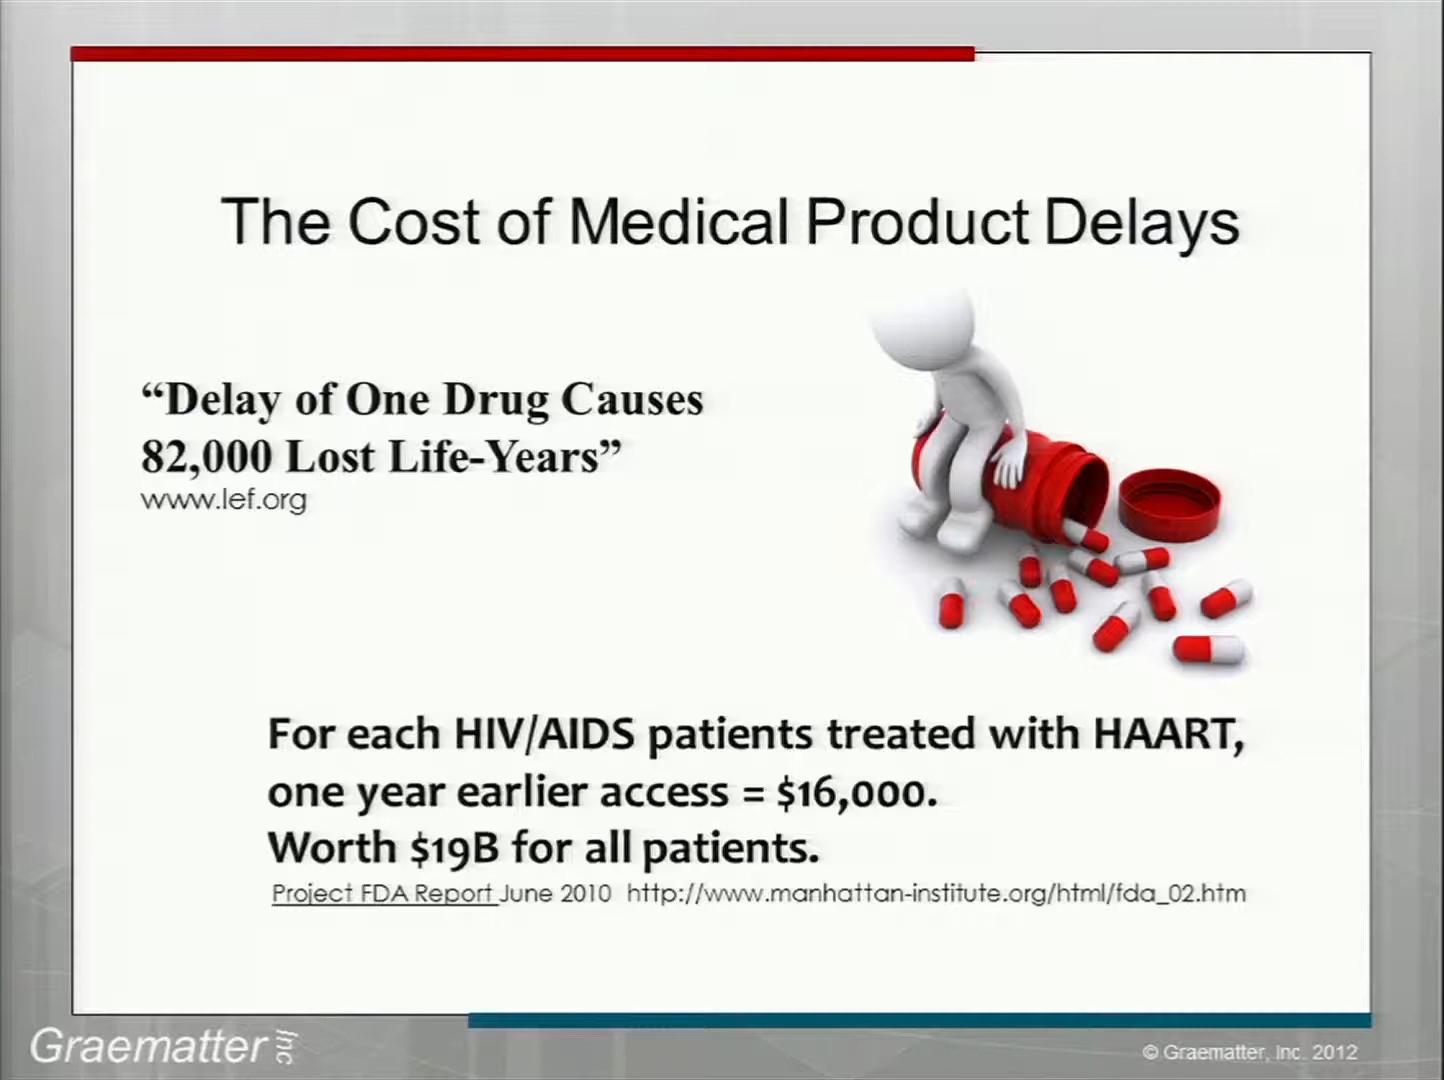 The Cost of Medical Product Delays
“Delay of One Drug Causes
82,000 Lost Life-Years”
www.lef.org
For each HIV/AIDS patients treated with HAART,
one year earlier access = $16,000.
Worth $19B for all patients.
Project FDA Report June 2010 http://www.manhattan-institute.org/html/fda_02.htm
Graematter Inc
© Graematter, Inc. 2012